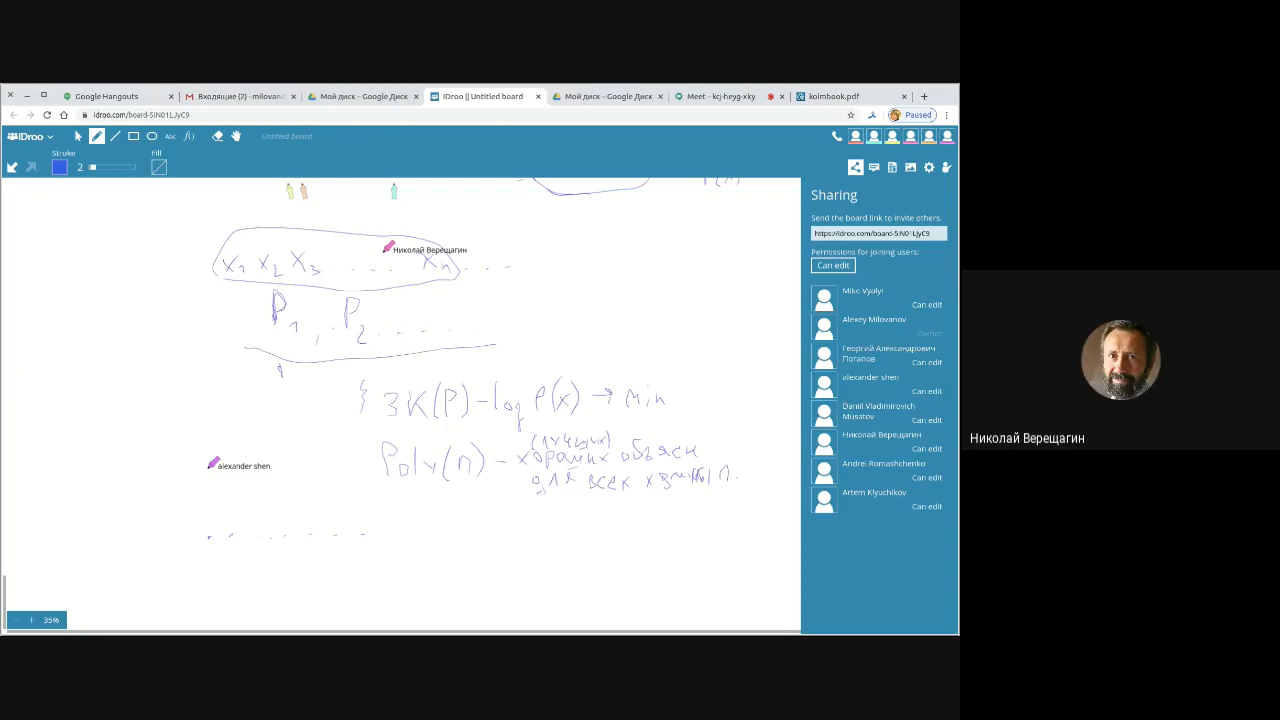 Google Hangouts
Входящие (2) - milovano
Мой диск – Google Диск
IDroo || Untitled board
Мой диск – Google Диск
Meet – kcj-heyg-xky
kolmbook.pdf
idroo.com/board-5iN01LJyC9
Paused
IDroo
Abc
f()
Untitled board
Stroke
Fill
2
Sharing
Send the board link to invite others.
https://idroo.com/board-5iN01LJyC9
Permissions for joining users:
Can edit
Mike Vyalyi
Can edit
Alexey Milovanov
Owner
Георгий Александрович
Потапов
Can edit
alexander shen
Can edit
Daniil Vladimirovich
Musatov
Can edit
Николай Верещагин
Can edit
Andrei Romashchenko
Can edit
Artem Klyuchikov
Can edit
Николай Верещагин
x₁ x₂ x₃ ..... xₙ ...
P₁, P₂ ......
3K(P) - log P(x) → min
(лучших)
Poly(n) - хороших объясн
для всех x длины n.
alexander shen
35%
Николай Верещагин